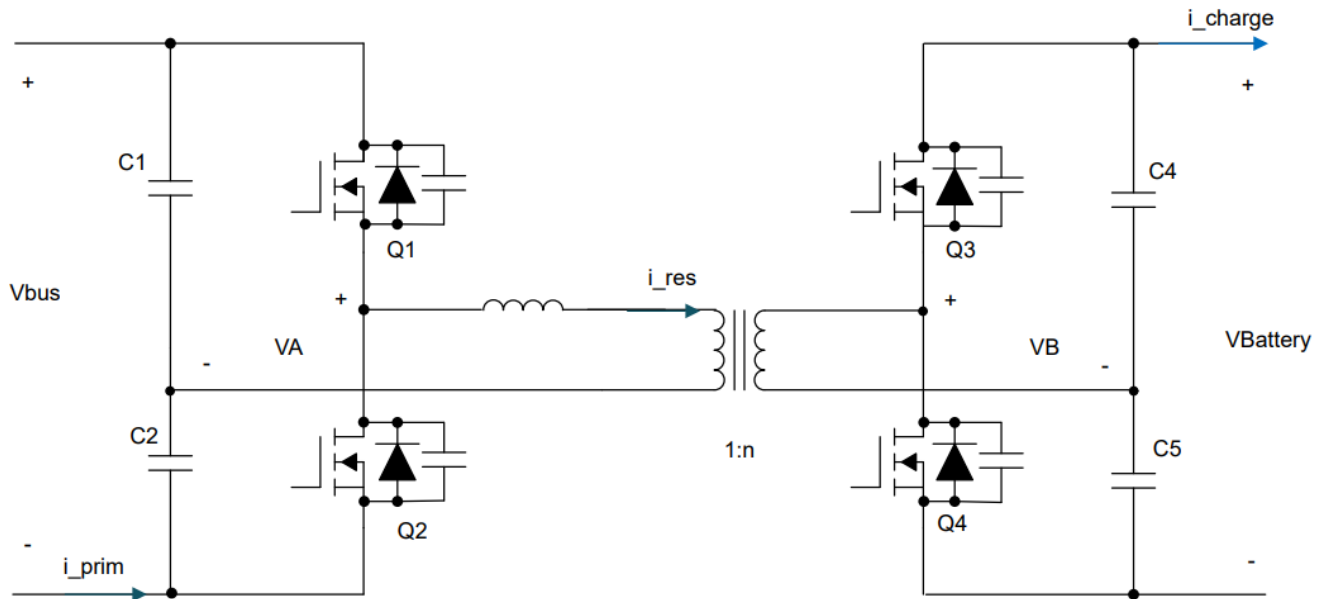 i_charge
+
+
C1
C4
Q1
Q3
i_res
Vbus
+
+
VA
VB
VBattery
-
-
C2
1:n
C5
Q2
Q4
-
i_prim
-